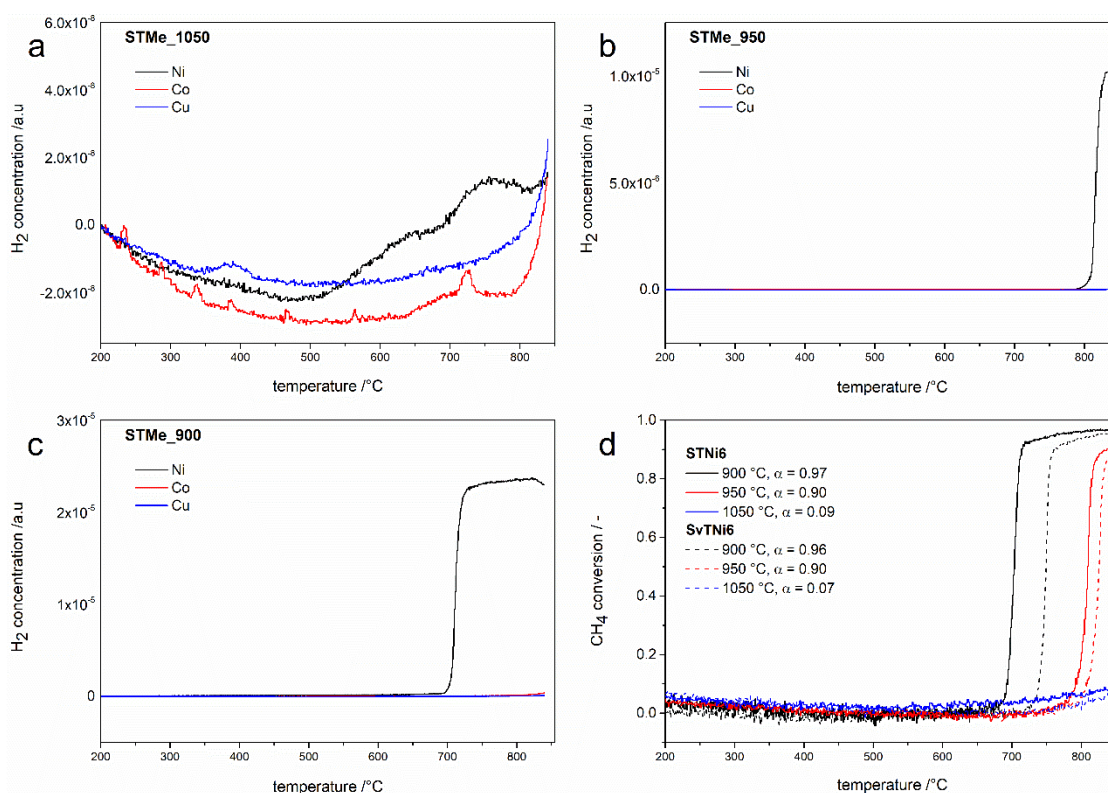 a
STMe_1050
Ni
Co
Cu
6.0x10⁻⁸
4.0x10⁻⁸
2.0x10⁻⁸
0.0
-2.0x10⁻⁸
H₂ concentration /a.u
200 300 400 500 600 700 800
temperature /°C
b
STMe_950
Ni
Co
Cu
1.0x10⁻⁵
5.0x10⁻⁶
0.0
H₂ concentration /a.u
200 300 400 500 600 700 800
temperature /°C
c
STMe_900
Ni
Co
Cu
3x10⁻⁵
2x10⁻⁵
1x10⁻⁵
0
H₂ concentration /a.u
200 300 400 500 600 700 800
temperature /°C
d
STNi6
900 °C, α = 0.97
950 °C, α = 0.90
1050 °C, α = 0.09
SvTNi6
900 °C, α = 0.96
950 °C, α = 0.90
1050 °C, α = 0.07
1.0
0.8
0.6
0.4
0.2
0.0
CH₄ conversion / -
200 300 400 500 600 700 800
temperature /°C